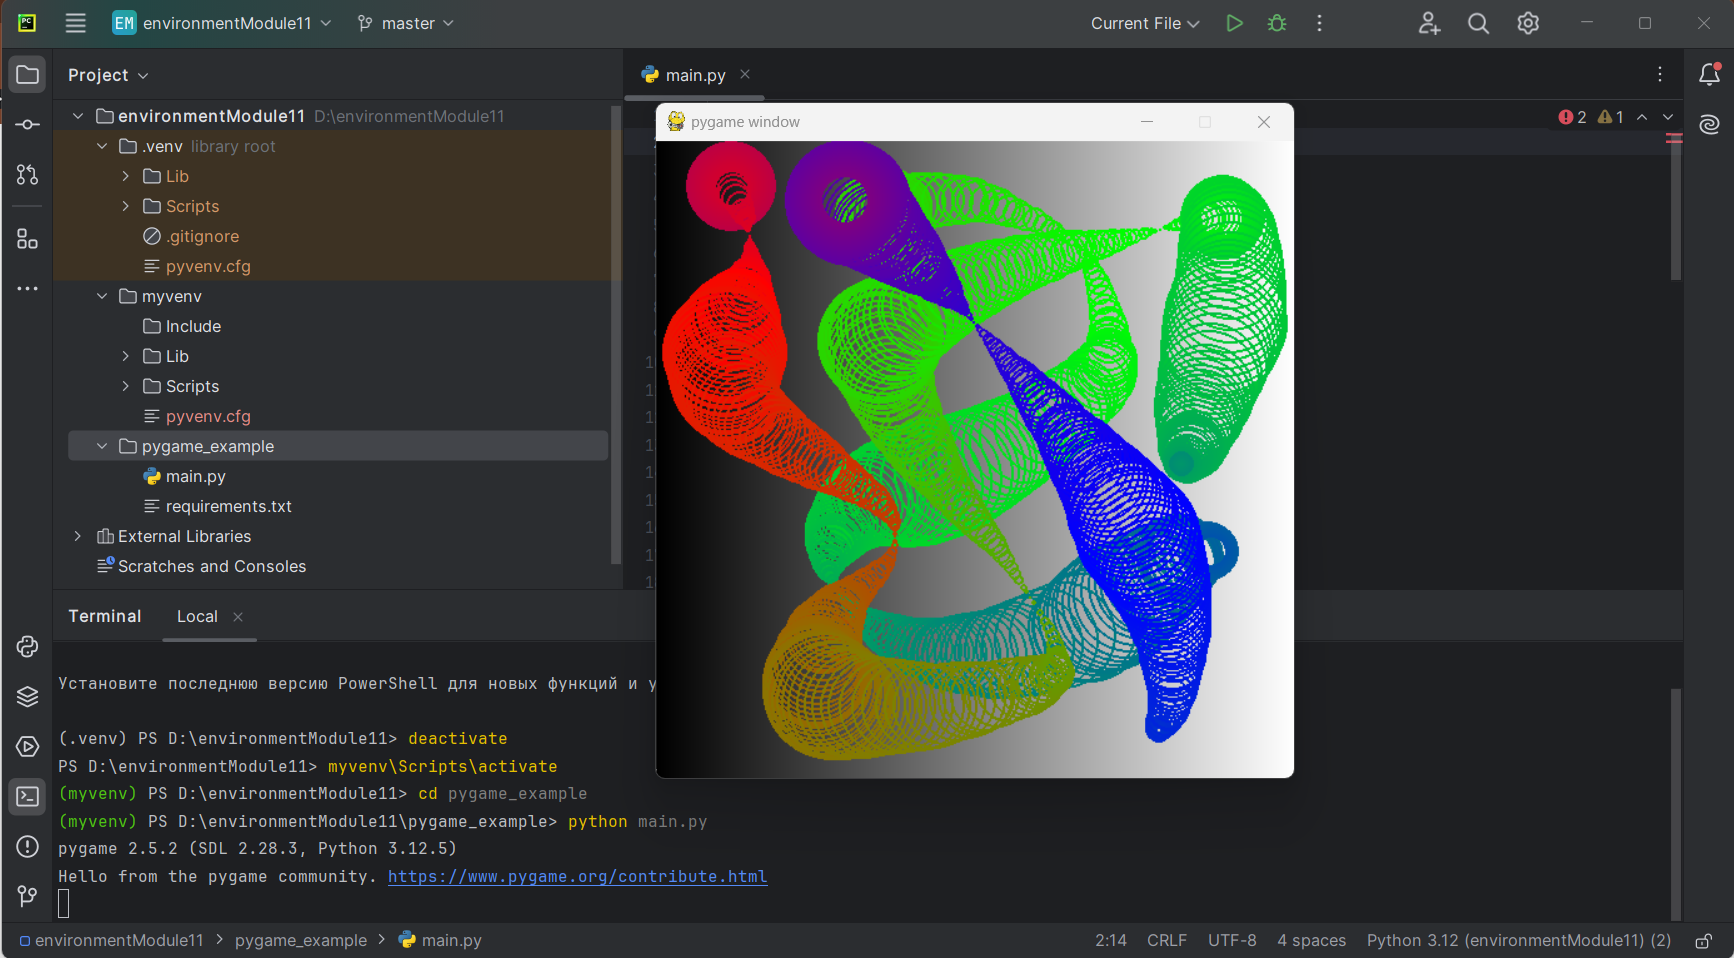 PC
EM environmentModule11
master
Current File
Project
main.py
environmentModule11 D:\environmentModule11
.venv library root
Lib
Scripts
.gitignore
pyvenv.cfg
myvenv
Include
Lib
Scripts
pyvenv.cfg
pygame_example
main.py
requirements.txt
External Libraries
Scratches and Consoles
2 1
pygame window
Terminal Local
Установите последнюю версию PowerShell для новых функций и у
(.venv) PS D:\environmentModule11> deactivate
PS D:\environmentModule11> myvenv\Scripts\activate
(myvenv) PS D:\environmentModule11> cd pygame_example
(myvenv) PS D:\environmentModule11\pygame_example> python main.py
pygame 2.5.2 (SDL 2.28.3, Python 3.12.5)
Hello from the pygame community. https://www.pygame.org/contribute.html
environmentModule11 > pygame_example > main.py
2:14 CRLF UTF-8 4 spaces Python 3.12 (environmentModule11) (2)